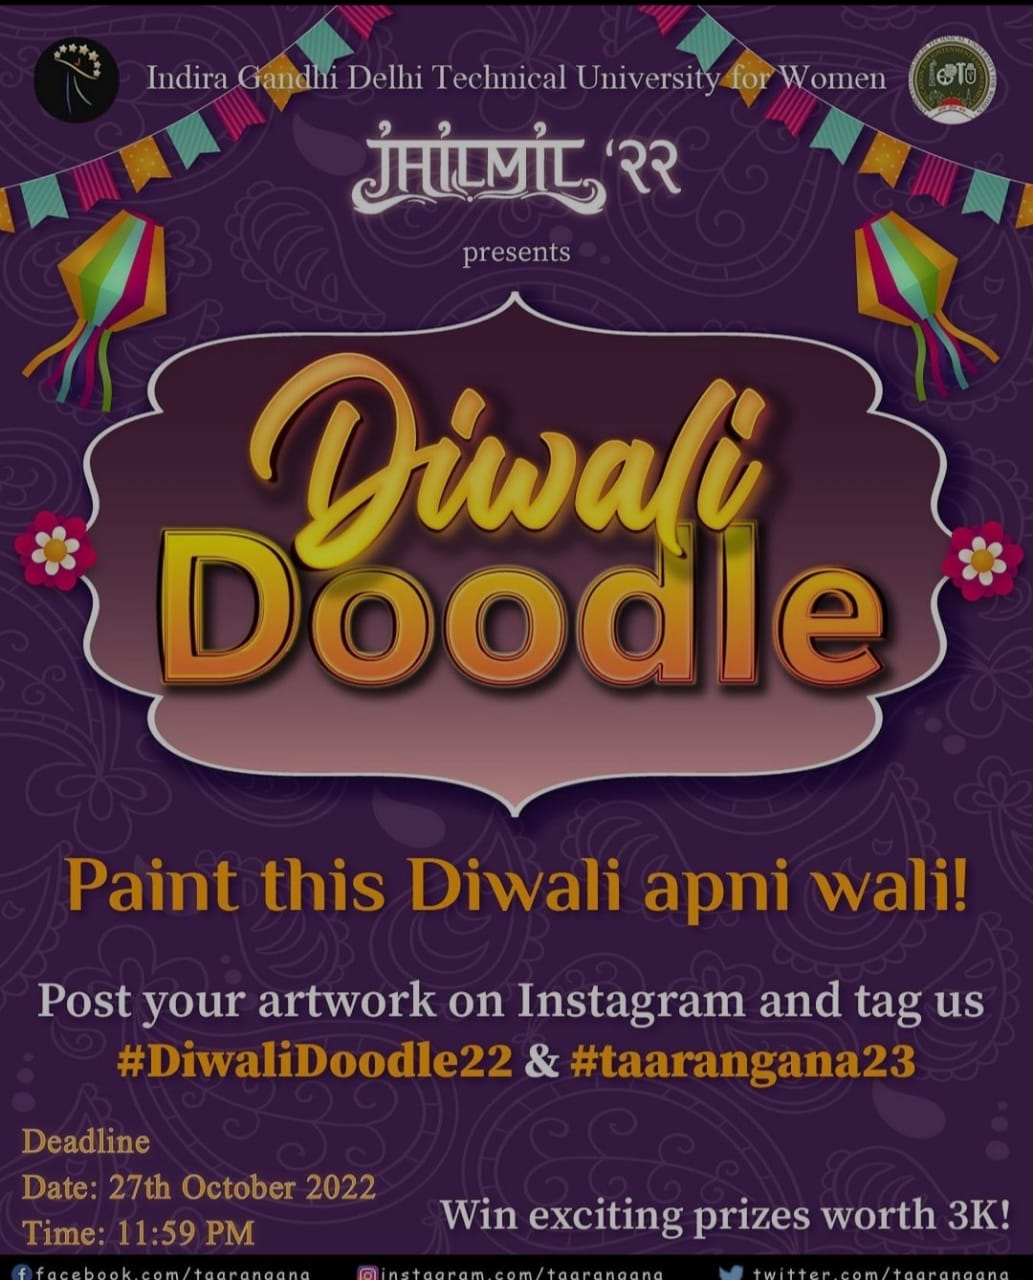 Indira Gandhi Delhi Technical University for Women
JHILMIL '२२
presents
Diwali
Doodle
Paint this Diwali apni wali!
Post your artwork on Instagram and tag us
#DiwaliDoodle22 & #taarangana23
Deadline
Date: 27th October 2022
Time: 11:59 PM
Win exciting prizes worth 3K!
facebook.com/taarangana instagram.com/taarangana twitter.com/taarangana